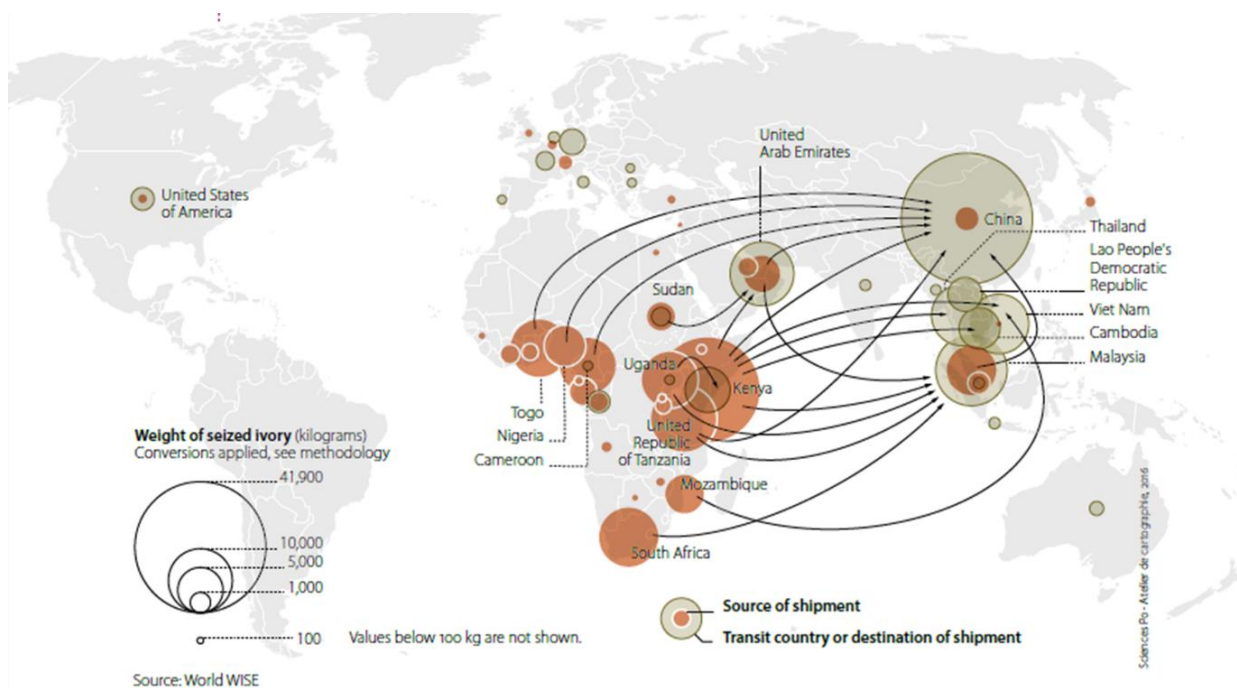 United
Arab Emirates
United States
of America
China
Thailand
Lao People's
Democratic
Republic
Viet Nam
Cambodia
Malaysia
Sudan
Uganda
Kenya
Togo
Nigeria
Cameroon
United
Republic
of Tanzania
Mozambique
South Africa
Weight of seized ivory (kilograms)
Conversions applied, see methodology
41,900
10,000
5,000
1,000
100
Values below 100 kg are not shown.
Source of shipment
Transit country or destination of shipment
Sciences Po - Atelier de cartographie, 2016
Source: World WISE